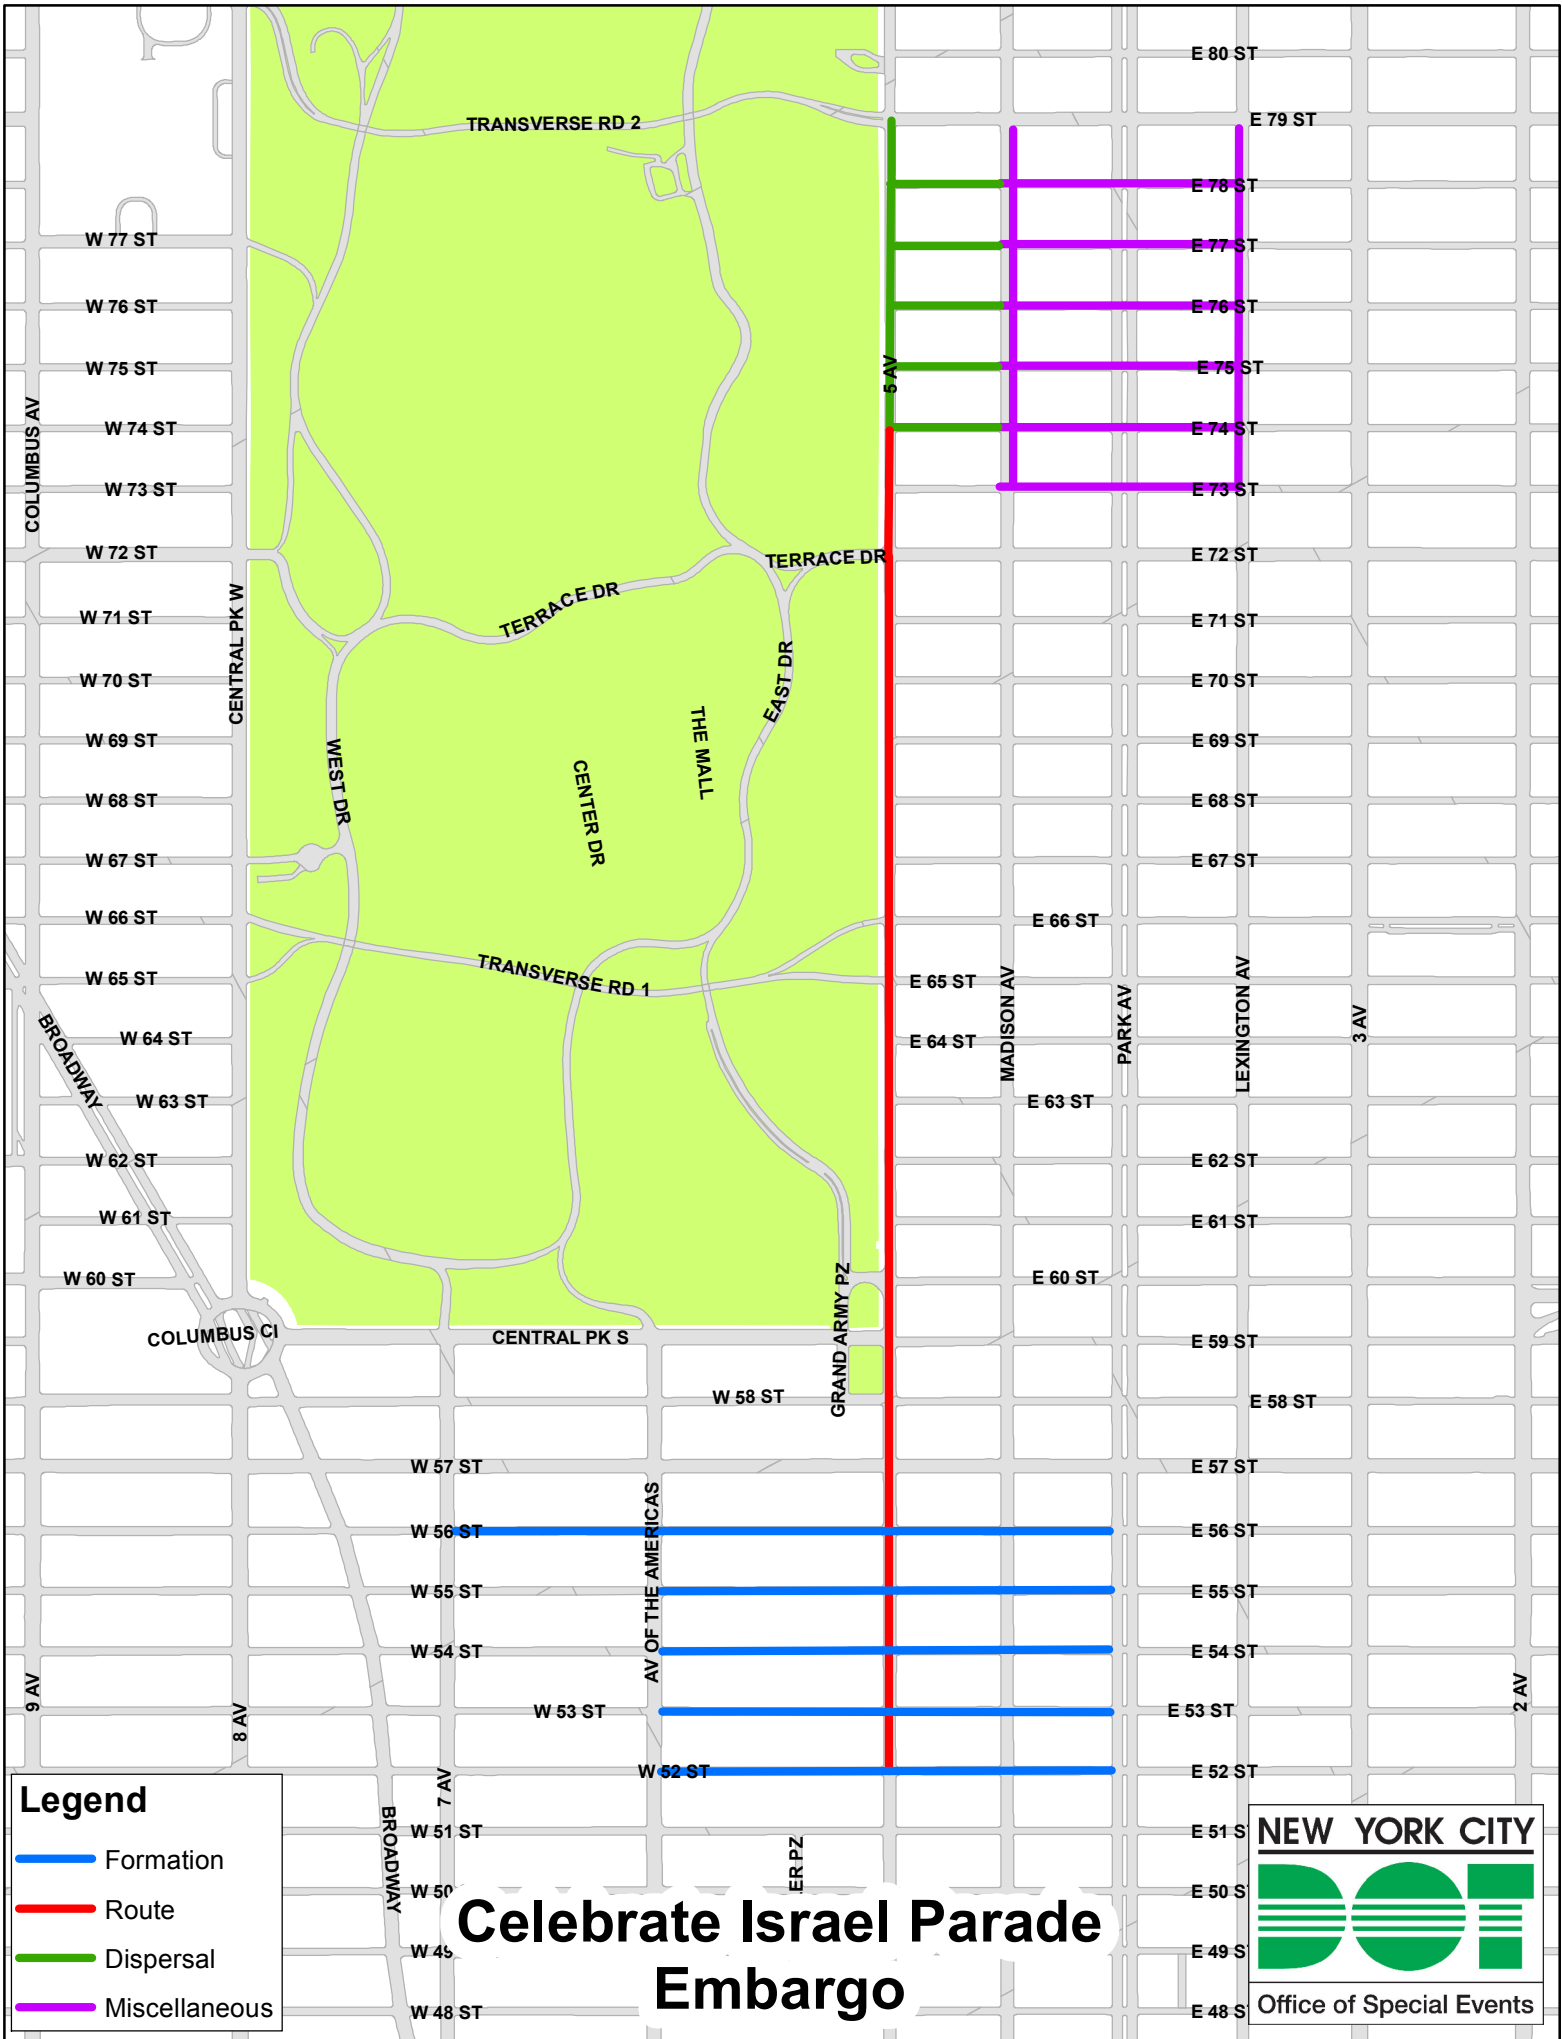 E 80 ST
TRANSVERSE RD 2
E 79 ST
E 78 ST
W 77 ST
E 77 ST
W 76 ST
E 76 ST
W 75 ST
5 AV
E 75 ST
COLUMBUS AV
W 74 ST
E 74 ST
W 73 ST
E 73 ST
W 72 ST
TERRACE DR
E 72 ST
CENTRAL PK W
TERRACE DR
W 71 ST
E 71 ST
EAST DR
W 70 ST
E 70 ST
THE MALL
W 69 ST
E 69 ST
WEST DR
CENTER DR
W 68 ST
E 68 ST
W 67 ST
E 67 ST
W 66 ST
E 66 ST
W 65 ST
TRANSVERSE RD 1
E 65 ST
MADISON AV
PARK AV
LEXINGTON AV
3 AV
BROADWAY
W 64 ST
E 64 ST
W 63 ST
E 63 ST
W 62 ST
E 62 ST
W 61 ST
E 61 ST
W 60 ST
E 60 ST
GRAND ARMY PZ
COLUMBUS CI
CENTRAL PK S
E 59 ST
W 58 ST
E 58 ST
W 57 ST
E 57 ST
AV OF THE AMERICAS
W 56 ST
E 56 ST
W 55 ST
E 55 ST
W 54 ST
E 54 ST
9 AV
8 AV
W 53 ST
E 53 ST
2 AV
W 52 ST
E 52 ST
7 AV
BROADWAY
W 51 ST
E 51 S
LER PZ
W 50
E 50 S
W 49
E 49 S
W 48 ST
E 48 S
Legend
Formation
Route
Dispersal
Miscellaneous
Celebrate Israel Parade
Embargo
NEW YORK CITY
DOT
Office of Special Events